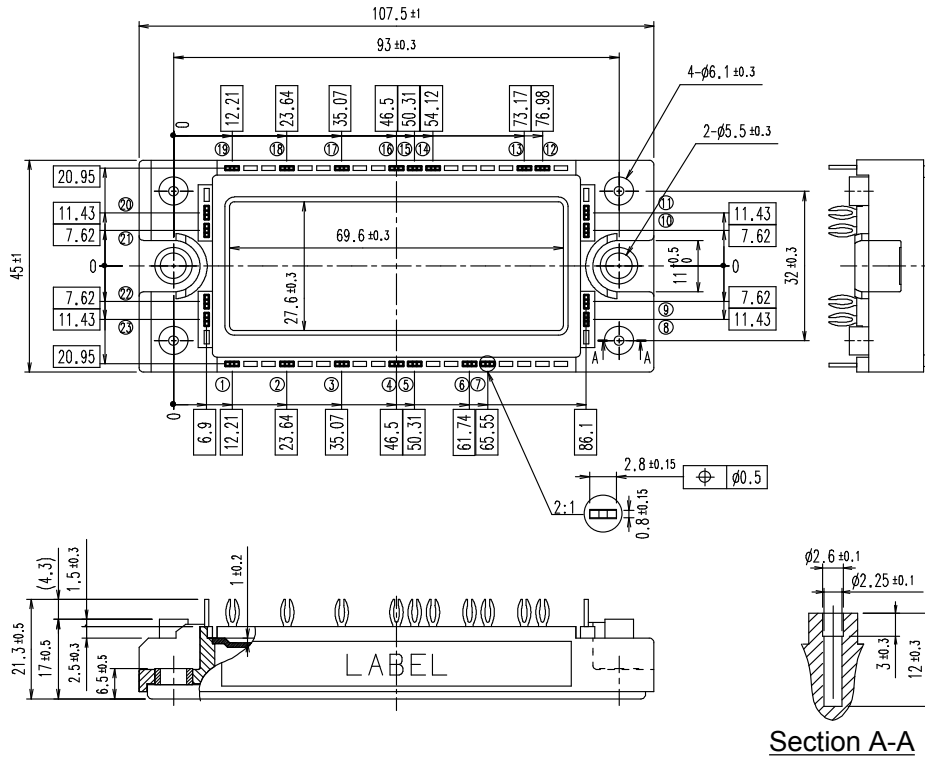 107.5 ±1
93 ±0.3
4-ø6.1 ±0.3
2-ø5.5 ±0.3
0 12.21 23.64 35.07 46.5 50.31 54.12 73.17 76.98
⑲ ⑱ ⑰ ⑯ ⑮ ⑭ ⑬ ⑫
20.95
⑳ ⑪
11.43 ⑩ 11.43
7.62 7.62
㉑
45 ±1
0 69.6 ±0.3 0
27.6 ±0.3
11 +0.5 0
32 ±0.3
7.62 ㉒ 7.62
⑨
11.43 11.43
㉓ ⑧
20.95
A A
① ② ③ ④ ⑤ ⑥ ⑦
0 6.9 12.21 23.64 35.07 46.5 50.31 61.74 65.55 86.1
2.8 ±0.15
⌖ ø0.5
2:1
0.8 ±0.15
(4.3)
1.5 ±0.3
1 ±0.2
21.3 ±0.5
17 ±0.5
2.5 ±0.3
6.5 ±0.5
LABEL
ø2.6 ±0.1
ø2.25 ±0.1
3 ±0.3
12 ±0.3
Section A-A